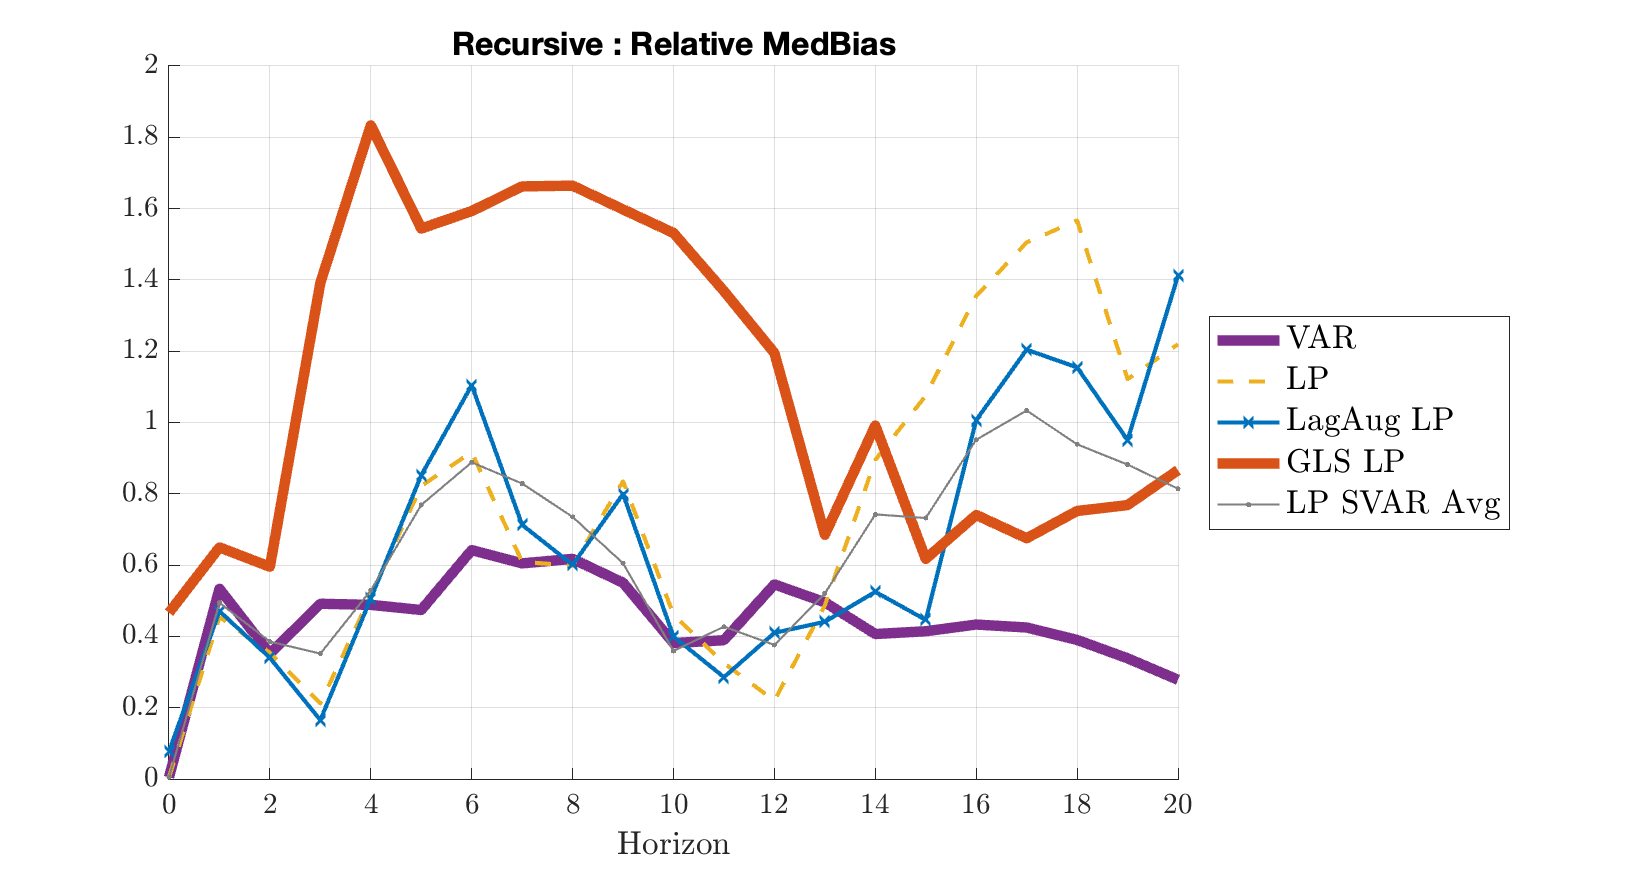 Recursive : Relative MedBias
2
1.8
1.6
1.4
1.2
1
0.8
0.6
0.4
0.2
0
0 2 4 6 8 10 12 14 16 18 20
Horizon
VAR
LP
LagAug LP
GLS LP
LP SVAR Avg